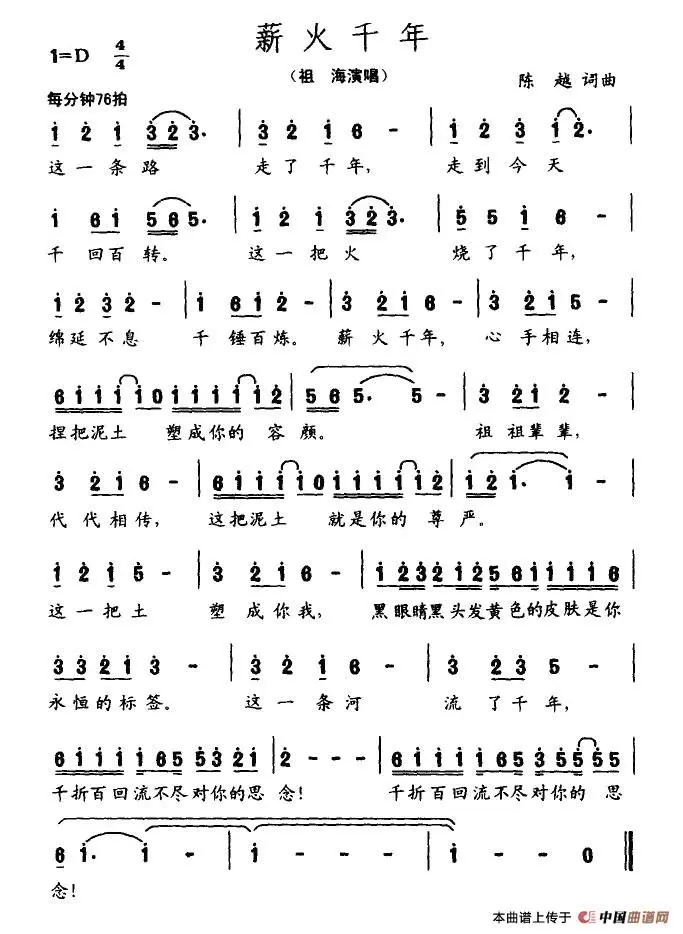 薪火千年
1=D 4/4
（祖 海演唱）
陈 越 词曲
每分钟76拍
这一条路 走了千年， 走到今天
千 回百转。 这一把火 烧了千年，
绵延不息 千锤百炼。 薪火千年， 心手相连，
捏把泥土 塑成你的 容颜。 祖祖辈辈，
代代相传， 这把泥土 就是你的 尊严。
这一把土 塑成你我， 黑眼睛黑头发黄色的皮肤是你
永恒的标签。 这一条河 流了千年，
千折百回流不尽对你的思 念！ 千折百回流不尽对你的 思
念！
本曲谱上传于 中国曲谱网